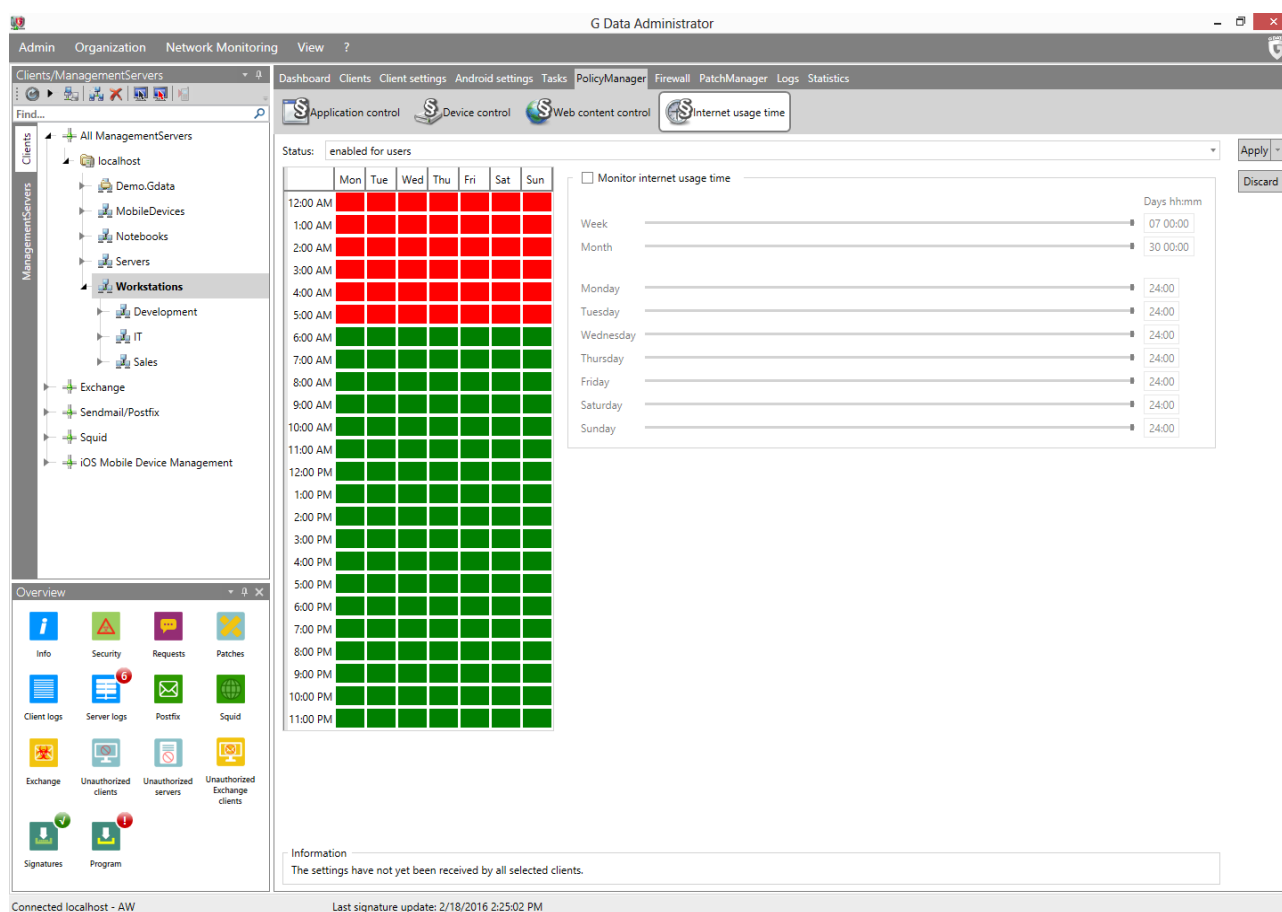 G Data Administrator
Admin Organization Network Monitoring View ?
Clients/ManagementServers
Find...
Clients
ManagementServers
All ManagementServers
localhost
Demo.Gdata
MobileDevices
Notebooks
Servers
Workstations
Development
IT
Sales
Exchange
Sendmail/Postfix
Squid
iOS Mobile Device Management
Dashboard Clients Client settings Android settings Tasks PolicyManager Firewall PatchManager Logs Statistics
Application control Device control Web content control Internet usage time
Status: enabled for users
Apply
Discard
Mon Tue Wed Thu Fri Sat Sun
12:00 AM
1:00 AM
2:00 AM
3:00 AM
4:00 AM
5:00 AM
6:00 AM
7:00 AM
8:00 AM
9:00 AM
10:00 AM
11:00 AM
12:00 PM
1:00 PM
2:00 PM
3:00 PM
4:00 PM
5:00 PM
6:00 PM
7:00 PM
8:00 PM
9:00 PM
10:00 PM
11:00 PM
Monitor internet usage time
Days hh:mm
Week 07 00:00
Month 30 00:00
Monday 24:00
Tuesday 24:00
Wednesday 24:00
Thursday 24:00
Friday 24:00
Saturday 24:00
Sunday 24:00
Overview
Info Security Requests Patches
6
Client logs Server logs Postfix Squid
Exchange Unauthorized clients Unauthorized servers Unauthorized Exchange clients
Signatures Program
Information
The settings have not yet been received by all selected clients.
Connected localhost - AW Last signature update: 2/18/2016 2:25:02 PM